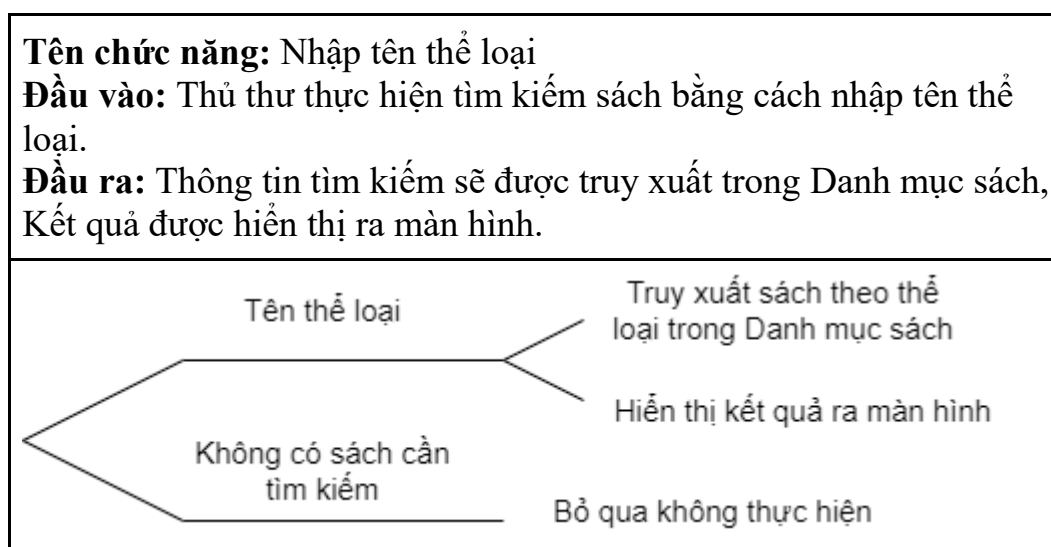 Tên chức năng: Nhập tên thể loại
Đầu vào: Thủ thư thực hiện tìm kiếm sách bằng cách nhập tên thể
loại.
Đầu ra: Thông tin tìm kiếm sẽ được truy xuất trong Danh mục sách,
Kết quả được hiển thị ra màn hình.
Tên thể loại
Truy xuất sách theo thể
loại trong Danh mục sách
Hiển thị kết quả ra màn hình
Không có sách cần
tìm kiếm
Bỏ qua không thực hiện